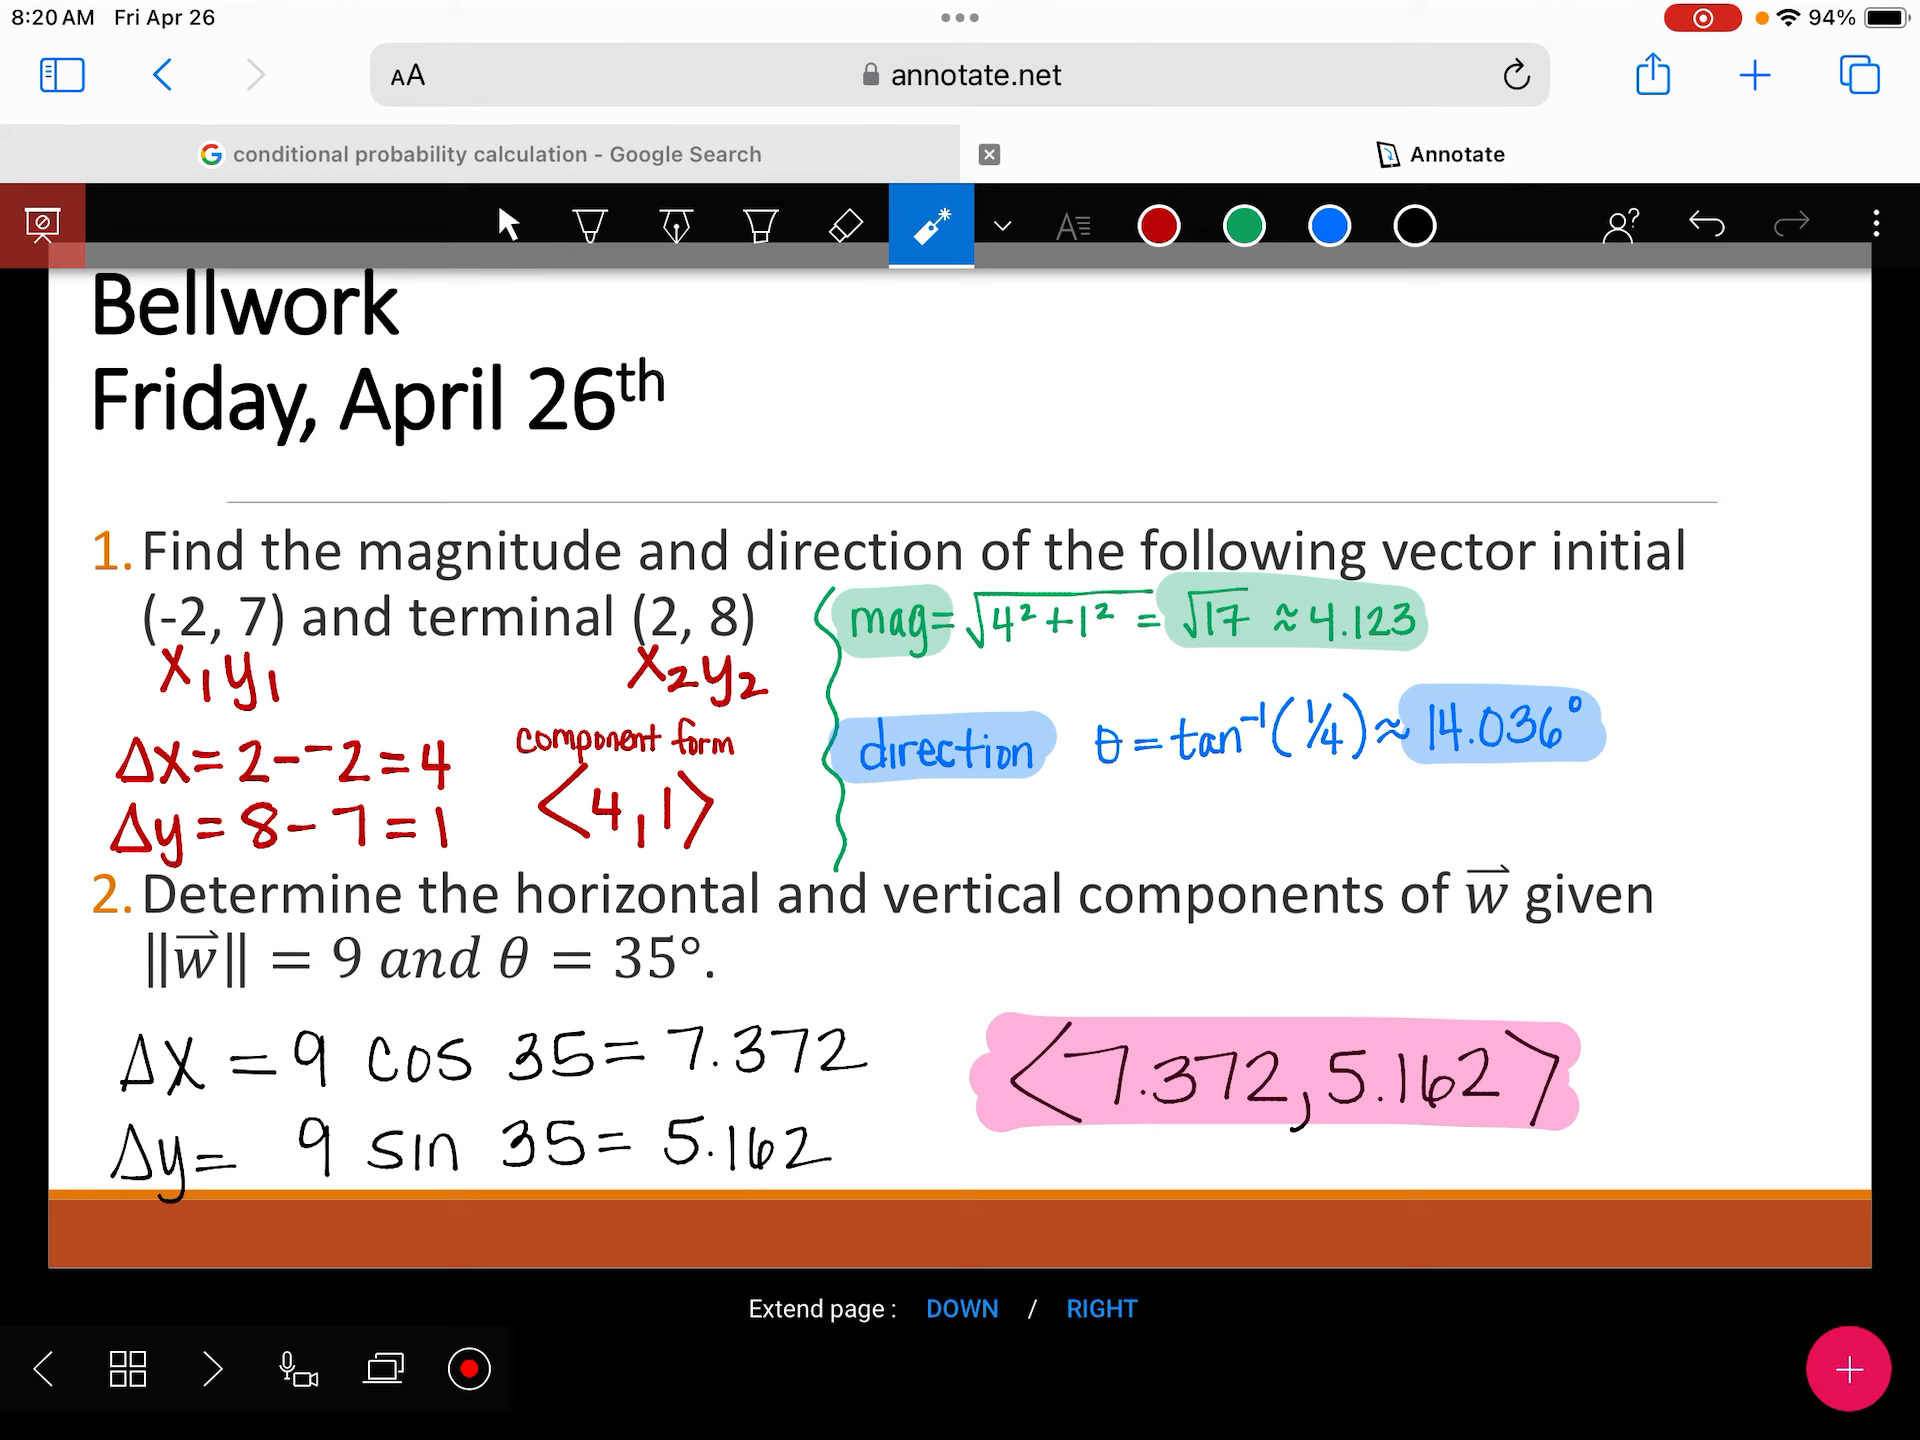 8:20 AM Fri Apr 26 94%
AA annotate.net
conditional probability calculation - Google Search Annotate
Bellwork
Friday, April 26th
1. Find the magnitude and direction of the following vector initial
(-2, 7) and terminal (2, 8)
x₁y₁ x₂y₂
mag= √4²+1² = √17 ≈ 4.123
direction θ = tan⁻¹(1/4) ≈ 14.036°
Δx = 2 - -2 = 4
Δy = 8 - 7 = 1
component form
⟨4,1⟩
2. Determine the horizontal and vertical components of w⃗ given
‖w⃗‖ = 9 and θ = 35°.
Δx = 9 cos 35 = 7.372
Δy = 9 sin 35 = 5.162
⟨7.372, 5.162⟩
Extend page : DOWN / RIGHT